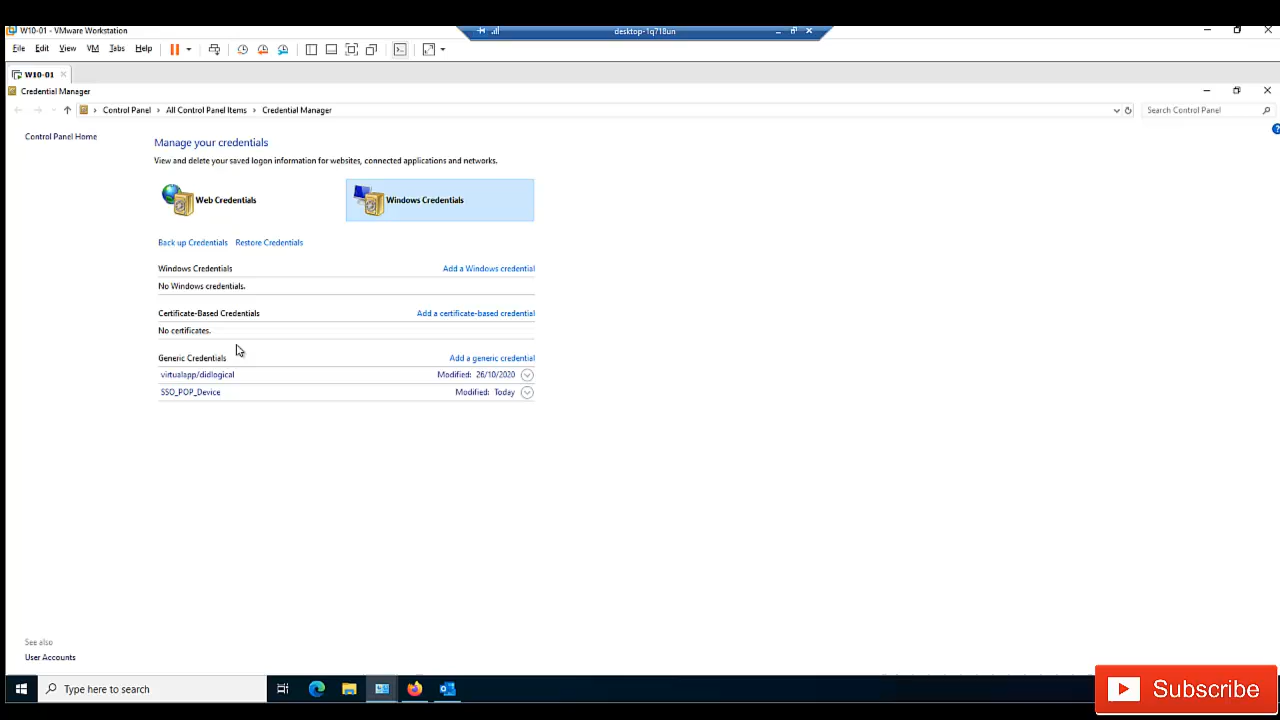 W10-01 - VMware Workstation
desktop-1q718un
File Edit View VM Tabs Help
W10-01
Credential Manager
Control Panel > All Control Panel Items > Credential Manager
Search Control Panel
Control Panel Home
Manage your credentials
View and delete your saved logon information for websites, connected applications and networks.
Web Credentials
Windows Credentials
Back up Credentials Restore Credentials
Windows Credentials Add a Windows credential
No Windows credentials.
Certificate-Based Credentials Add a certificate-based credential
No certificates.
Generic Credentials Add a generic credential
virtualapp/didlogical Modified: 26/10/2020
SSO_POP_Device Modified: Today
See also
User Accounts
Type here to search
Subscribe